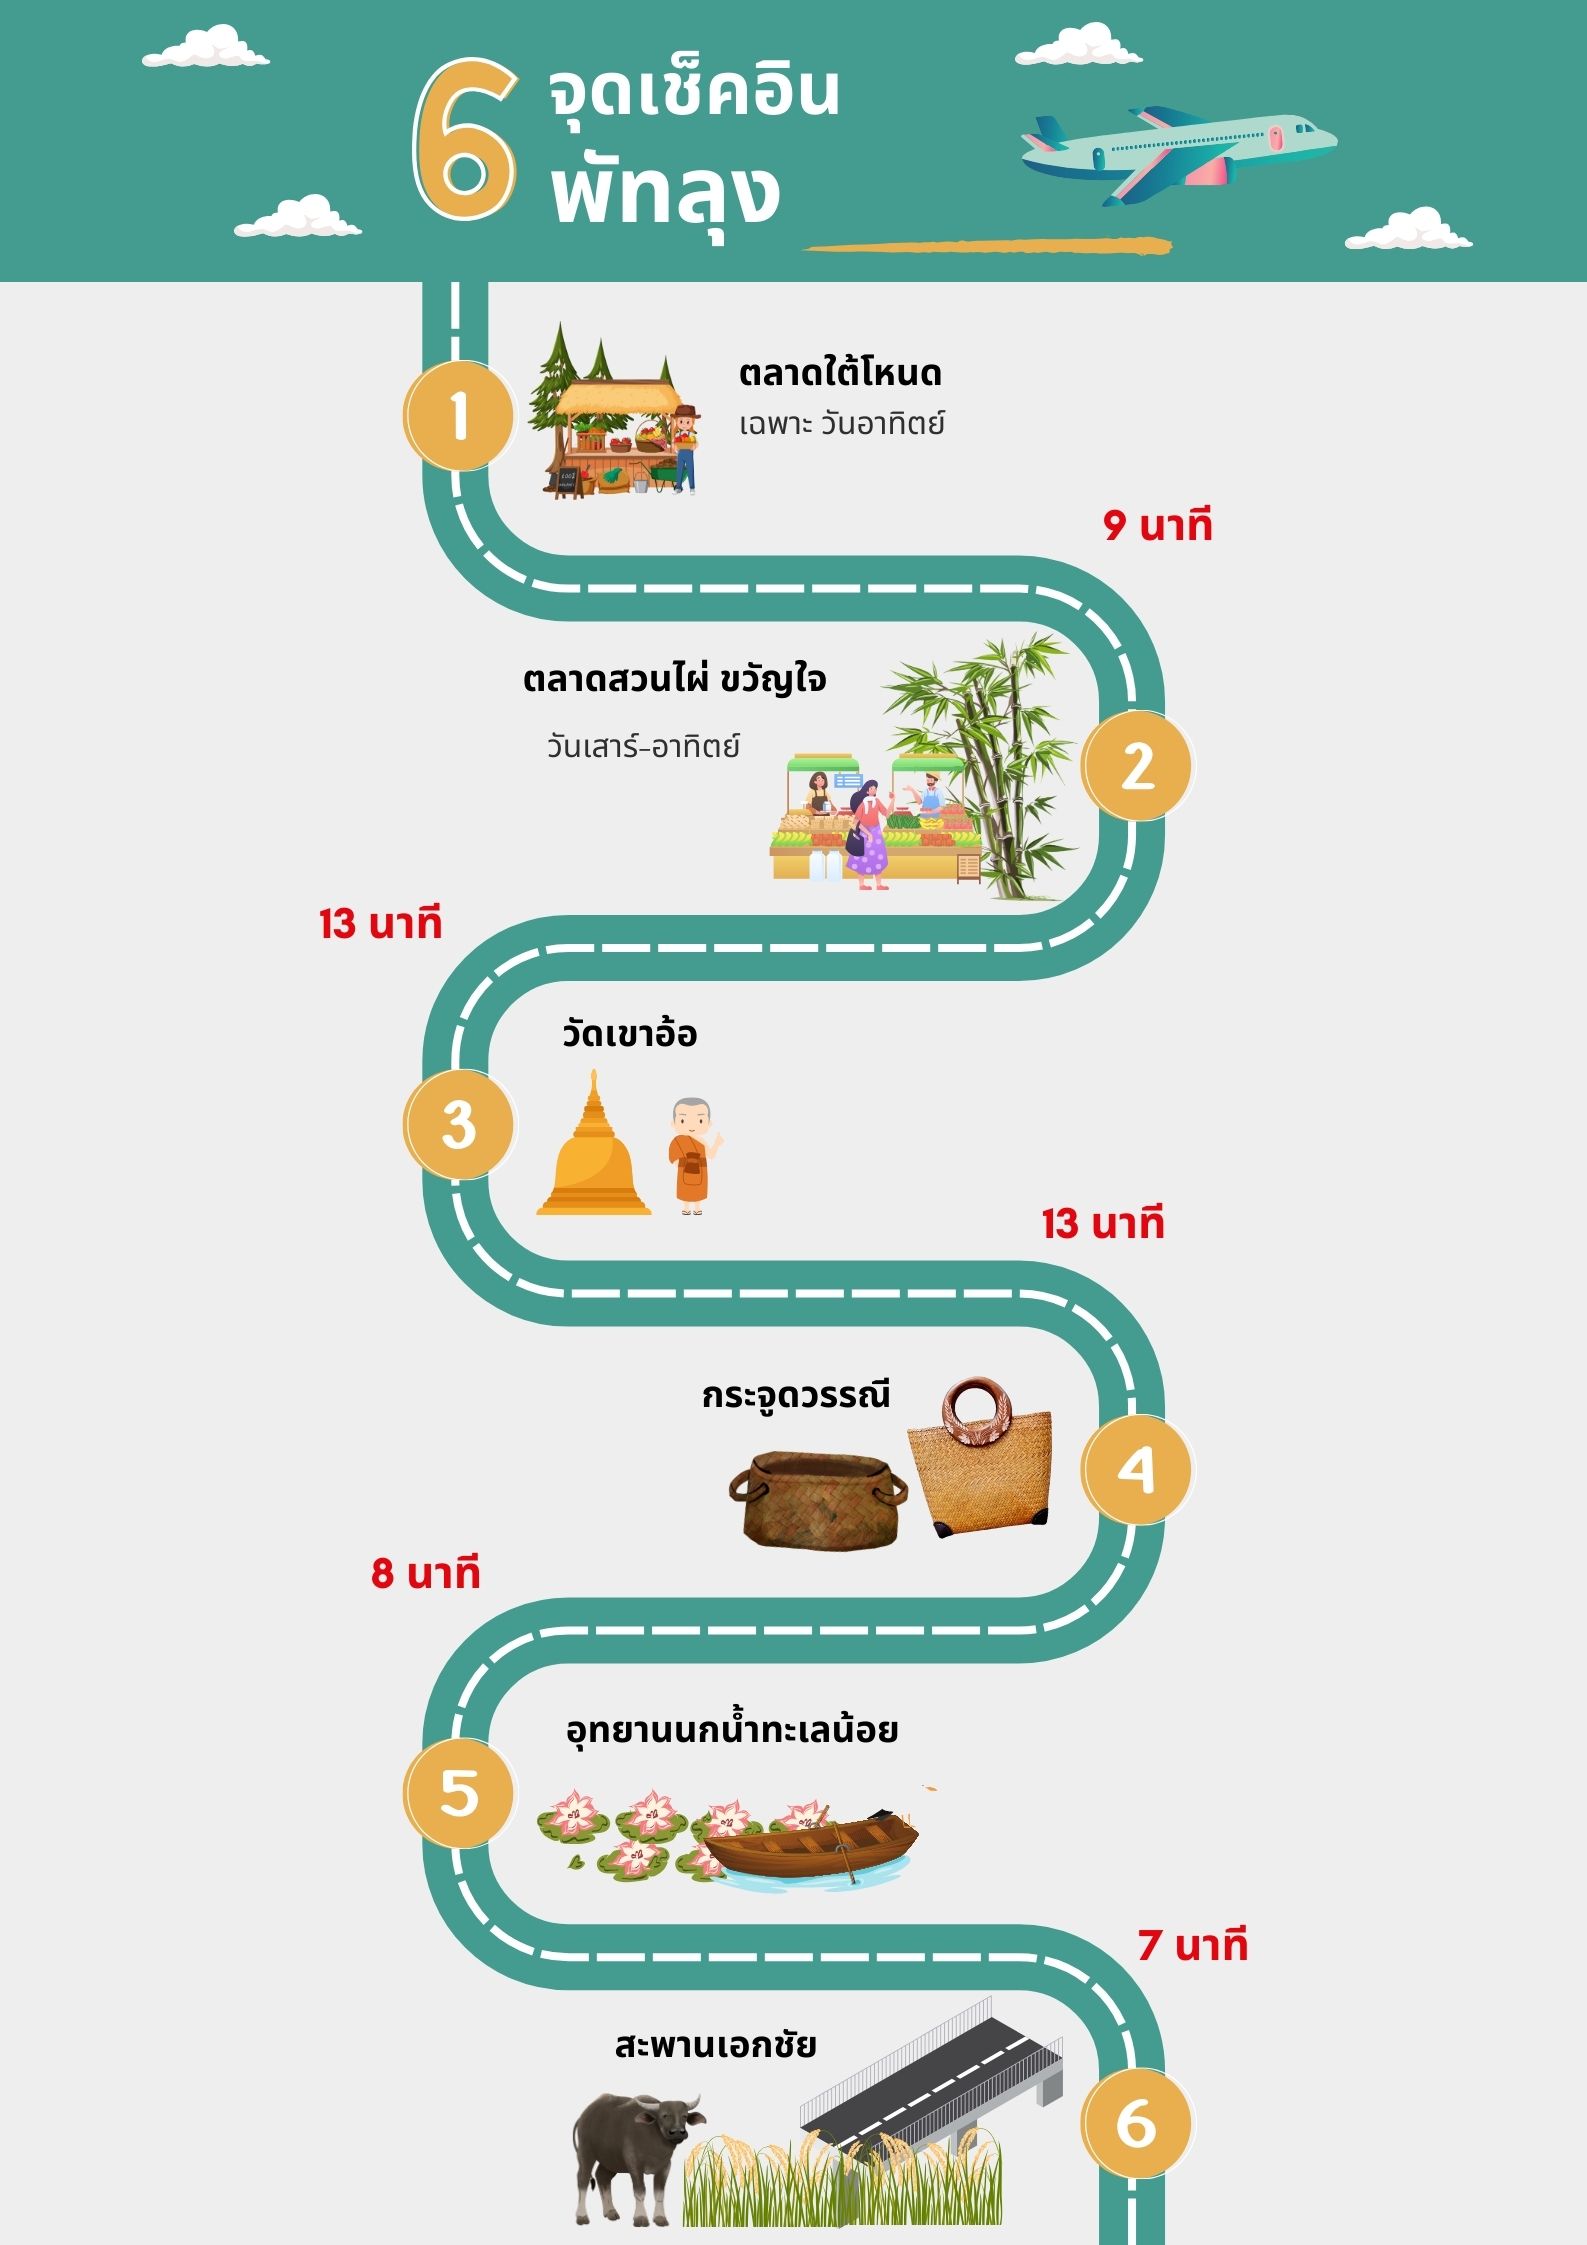 6
จุดเช็คอิน
พัทลุง
1
ตลาดใต้โหนด
เฉพาะ วันอาทิตย์
9 นาที
ตลาดสวนไผ่ ขวัญใจ
วันเสาร์-อาทิตย์
2
13 นาที
วัดเขาอ้อ
3
13 นาที
กระจูดวรรณี
4
8 นาที
อุทยานนกน้ำทะเลน้อย
5
7 นาที
สะพานเอกชัย
6